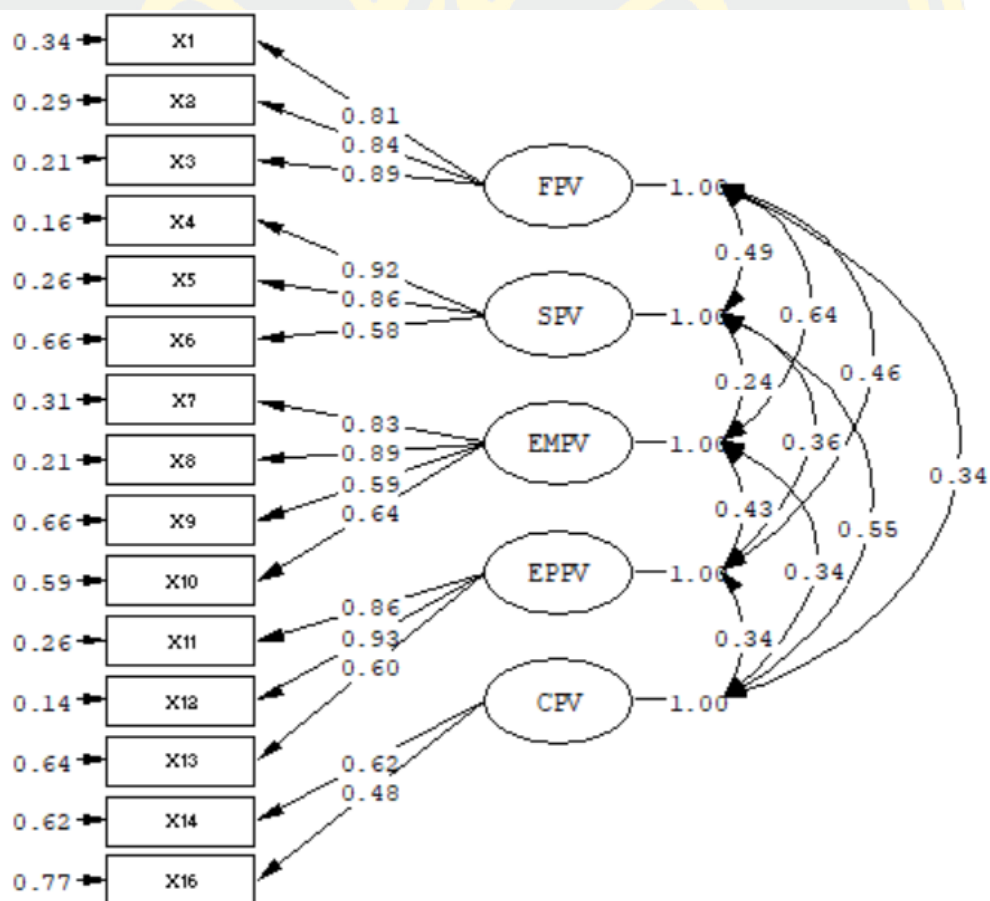 0.34 X1
0.29 X2
0.21 X3
0.16 X4
0.26 X5
0.66 X6
0.31 X7
0.21 X8
0.66 X9
0.59 X10
0.26 X11
0.14 X12
0.64 X13
0.62 X14
0.77 X16
0.81
0.84
0.89
0.92
0.86
0.58
0.83
0.89
0.59
0.64
0.86
0.93
0.60
0.62
0.48
FPV 1.00
SPV 1.00
EMPV 1.00
EPPV 1.00
CPV 1.00
0.49
0.64
0.46
0.24
0.36
0.34
0.43
0.55
0.34
0.34